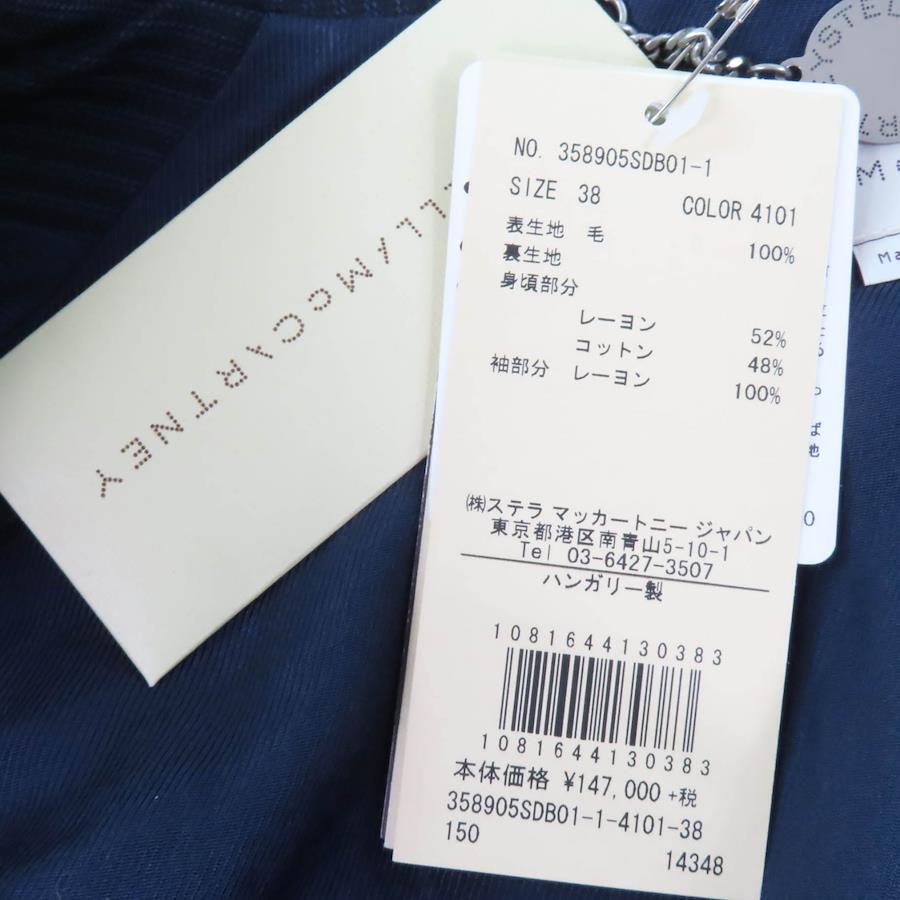 NO. 358905SDB01-1
SIZE 38 COLOR 4101
表生地 毛 100%
裏生地
身頃部分
レーヨン 52%
コットン 48%
袖部分 レーヨン 100%
㈱ステラ マッカートニー ジャパン
東京都港区南青山5-10-1
Tel 03-6427-3507
ハンガリー製
1081644130383
1081644130383
本体価格 ¥147,000 +税
358905SDB01-1-4101-38
150 14348
LLAMcCARTNEY